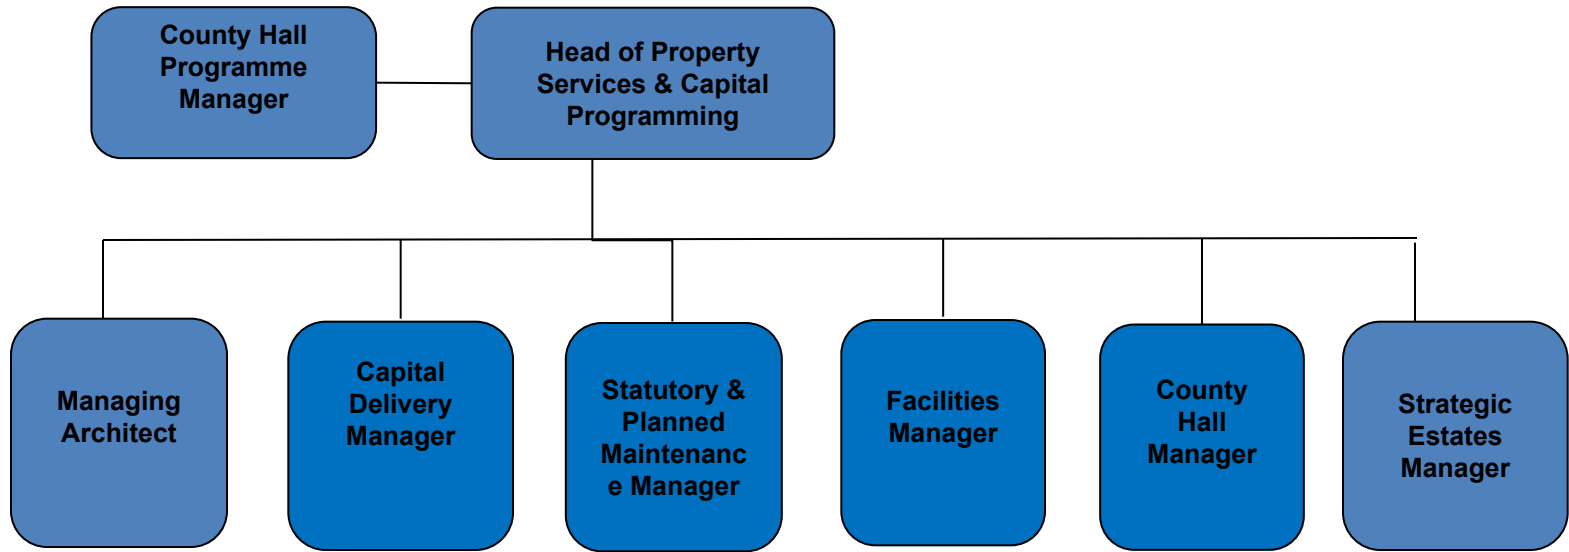 County Hall
Programme
Manager
Head of Property
Services & Capital
Programming
Managing
Architect
Capital
Delivery
Manager
Statutory &
Planned
Maintenanc
e Manager
Facilities
Manager
County
Hall
Manager
Strategic
Estates
Manager